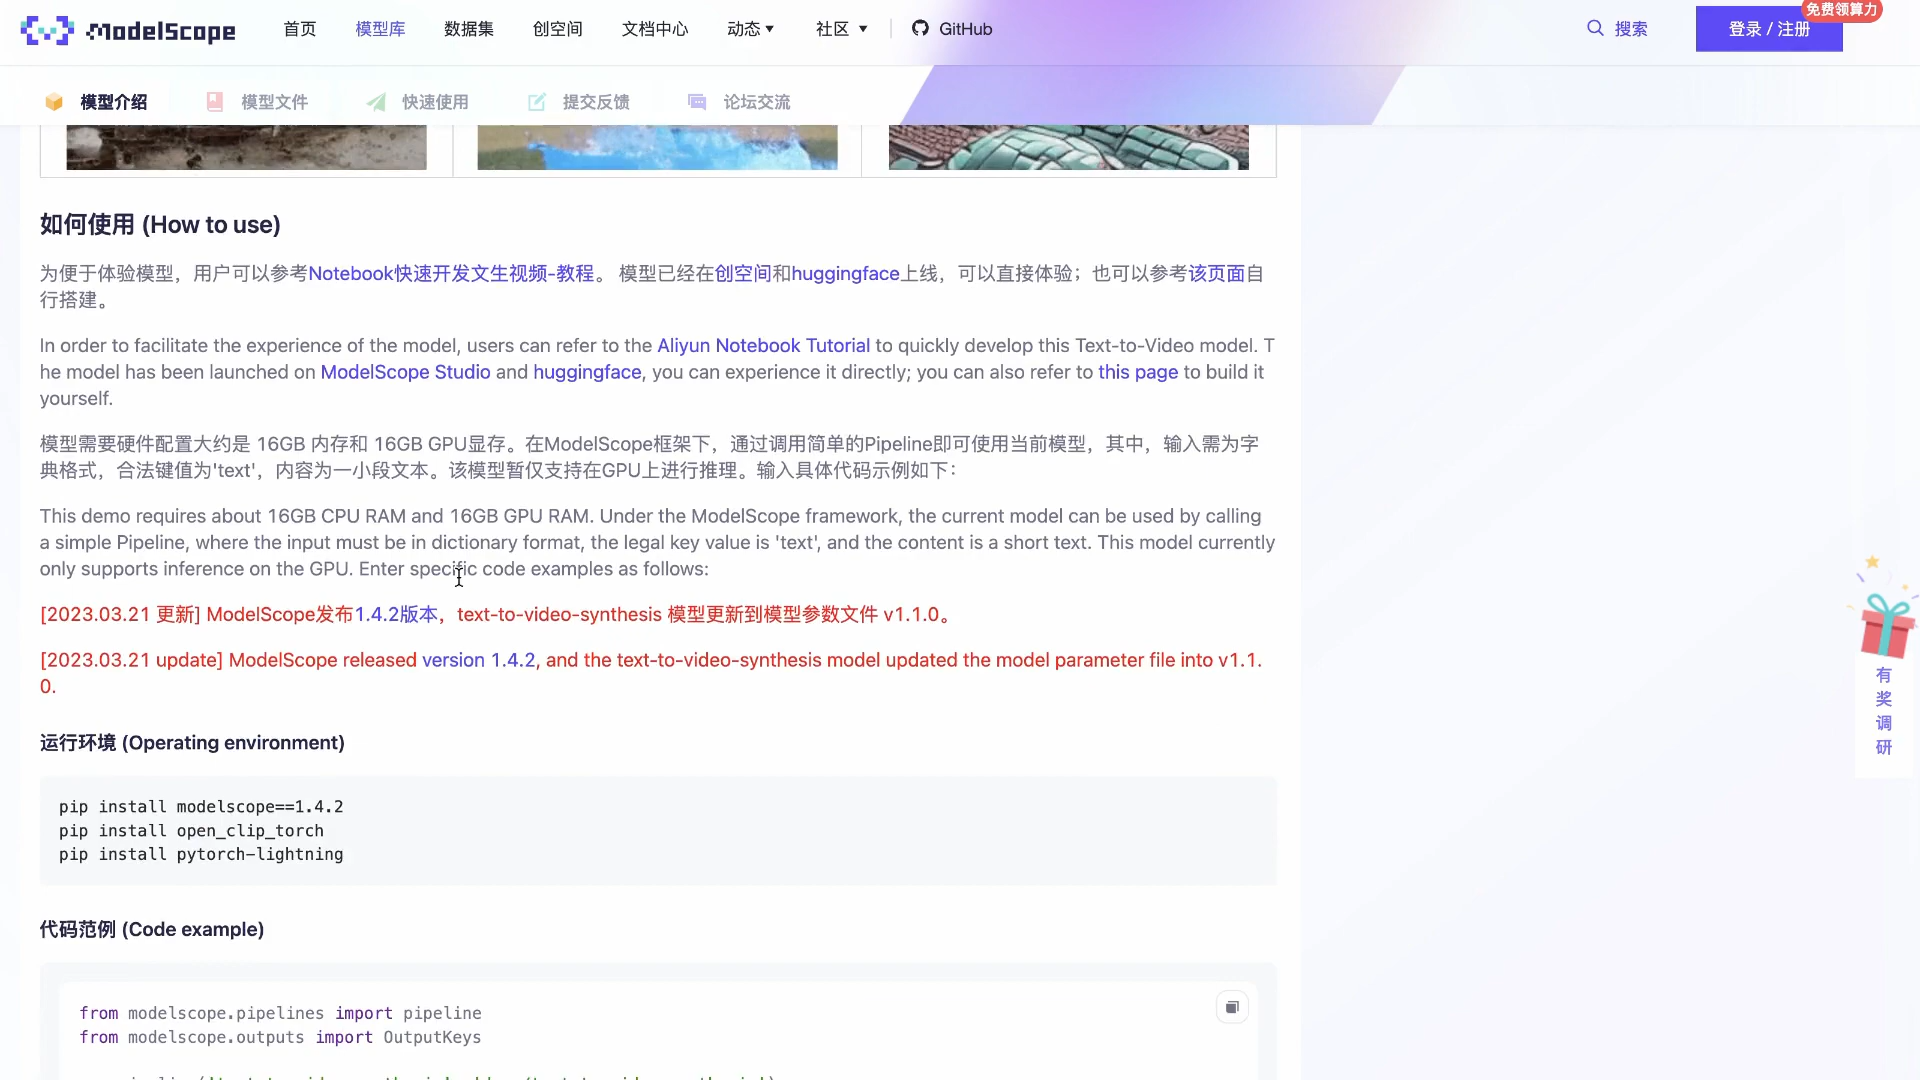 ModelScope 首页 模型库 数据集 创空间 文档中心 动态 社区 GitHub 搜索 登录 / 注册 免费领算力
模型介绍 模型文件 快速使用 提交反馈 论坛交流
如何使用 (How to use)
为便于体验模型，用户可以参考Notebook快速开发文生视频-教程。 模型已经在创空间和huggingface上线，可以直接体验；也可以参考该页面自
行搭建。
In order to facilitate the experience of the model, users can refer to the Aliyun Notebook Tutorial to quickly develop this Text-to-Video model. T
he model has been launched on ModelScope Studio and huggingface, you can experience it directly; you can also refer to this page to build it
yourself.
模型需要硬件配置大约是 16GB 内存和 16GB GPU显存。在ModelScope框架下，通过调用简单的Pipeline即可使用当前模型，其中，输入需为字
典格式，合法键值为'text'，内容为一小段文本。该模型暂仅支持在GPU上进行推理。输入具体代码示例如下：
This demo requires about 16GB CPU RAM and 16GB GPU RAM. Under the ModelScope framework, the current model can be used by calling
a simple Pipeline, where the input must be in dictionary format, the legal key value is 'text', and the content is a short text. This model currently
only supports inference on the GPU. Enter specific code examples as follows:
[2023.03.21 更新] ModelScope发布1.4.2版本，text-to-video-synthesis 模型更新到模型参数文件 v1.1.0。
[2023.03.21 update] ModelScope released version 1.4.2, and the text-to-video-synthesis model updated the model parameter file into v1.1.
0.
有
奖
调
研
运行环境 (Operating environment)
pip install modelscope==1.4.2
pip install open_clip_torch
pip install pytorch-lightning
代码范例 (Code example)
from modelscope.pipelines import pipeline
from modelscope.outputs import OutputKeys